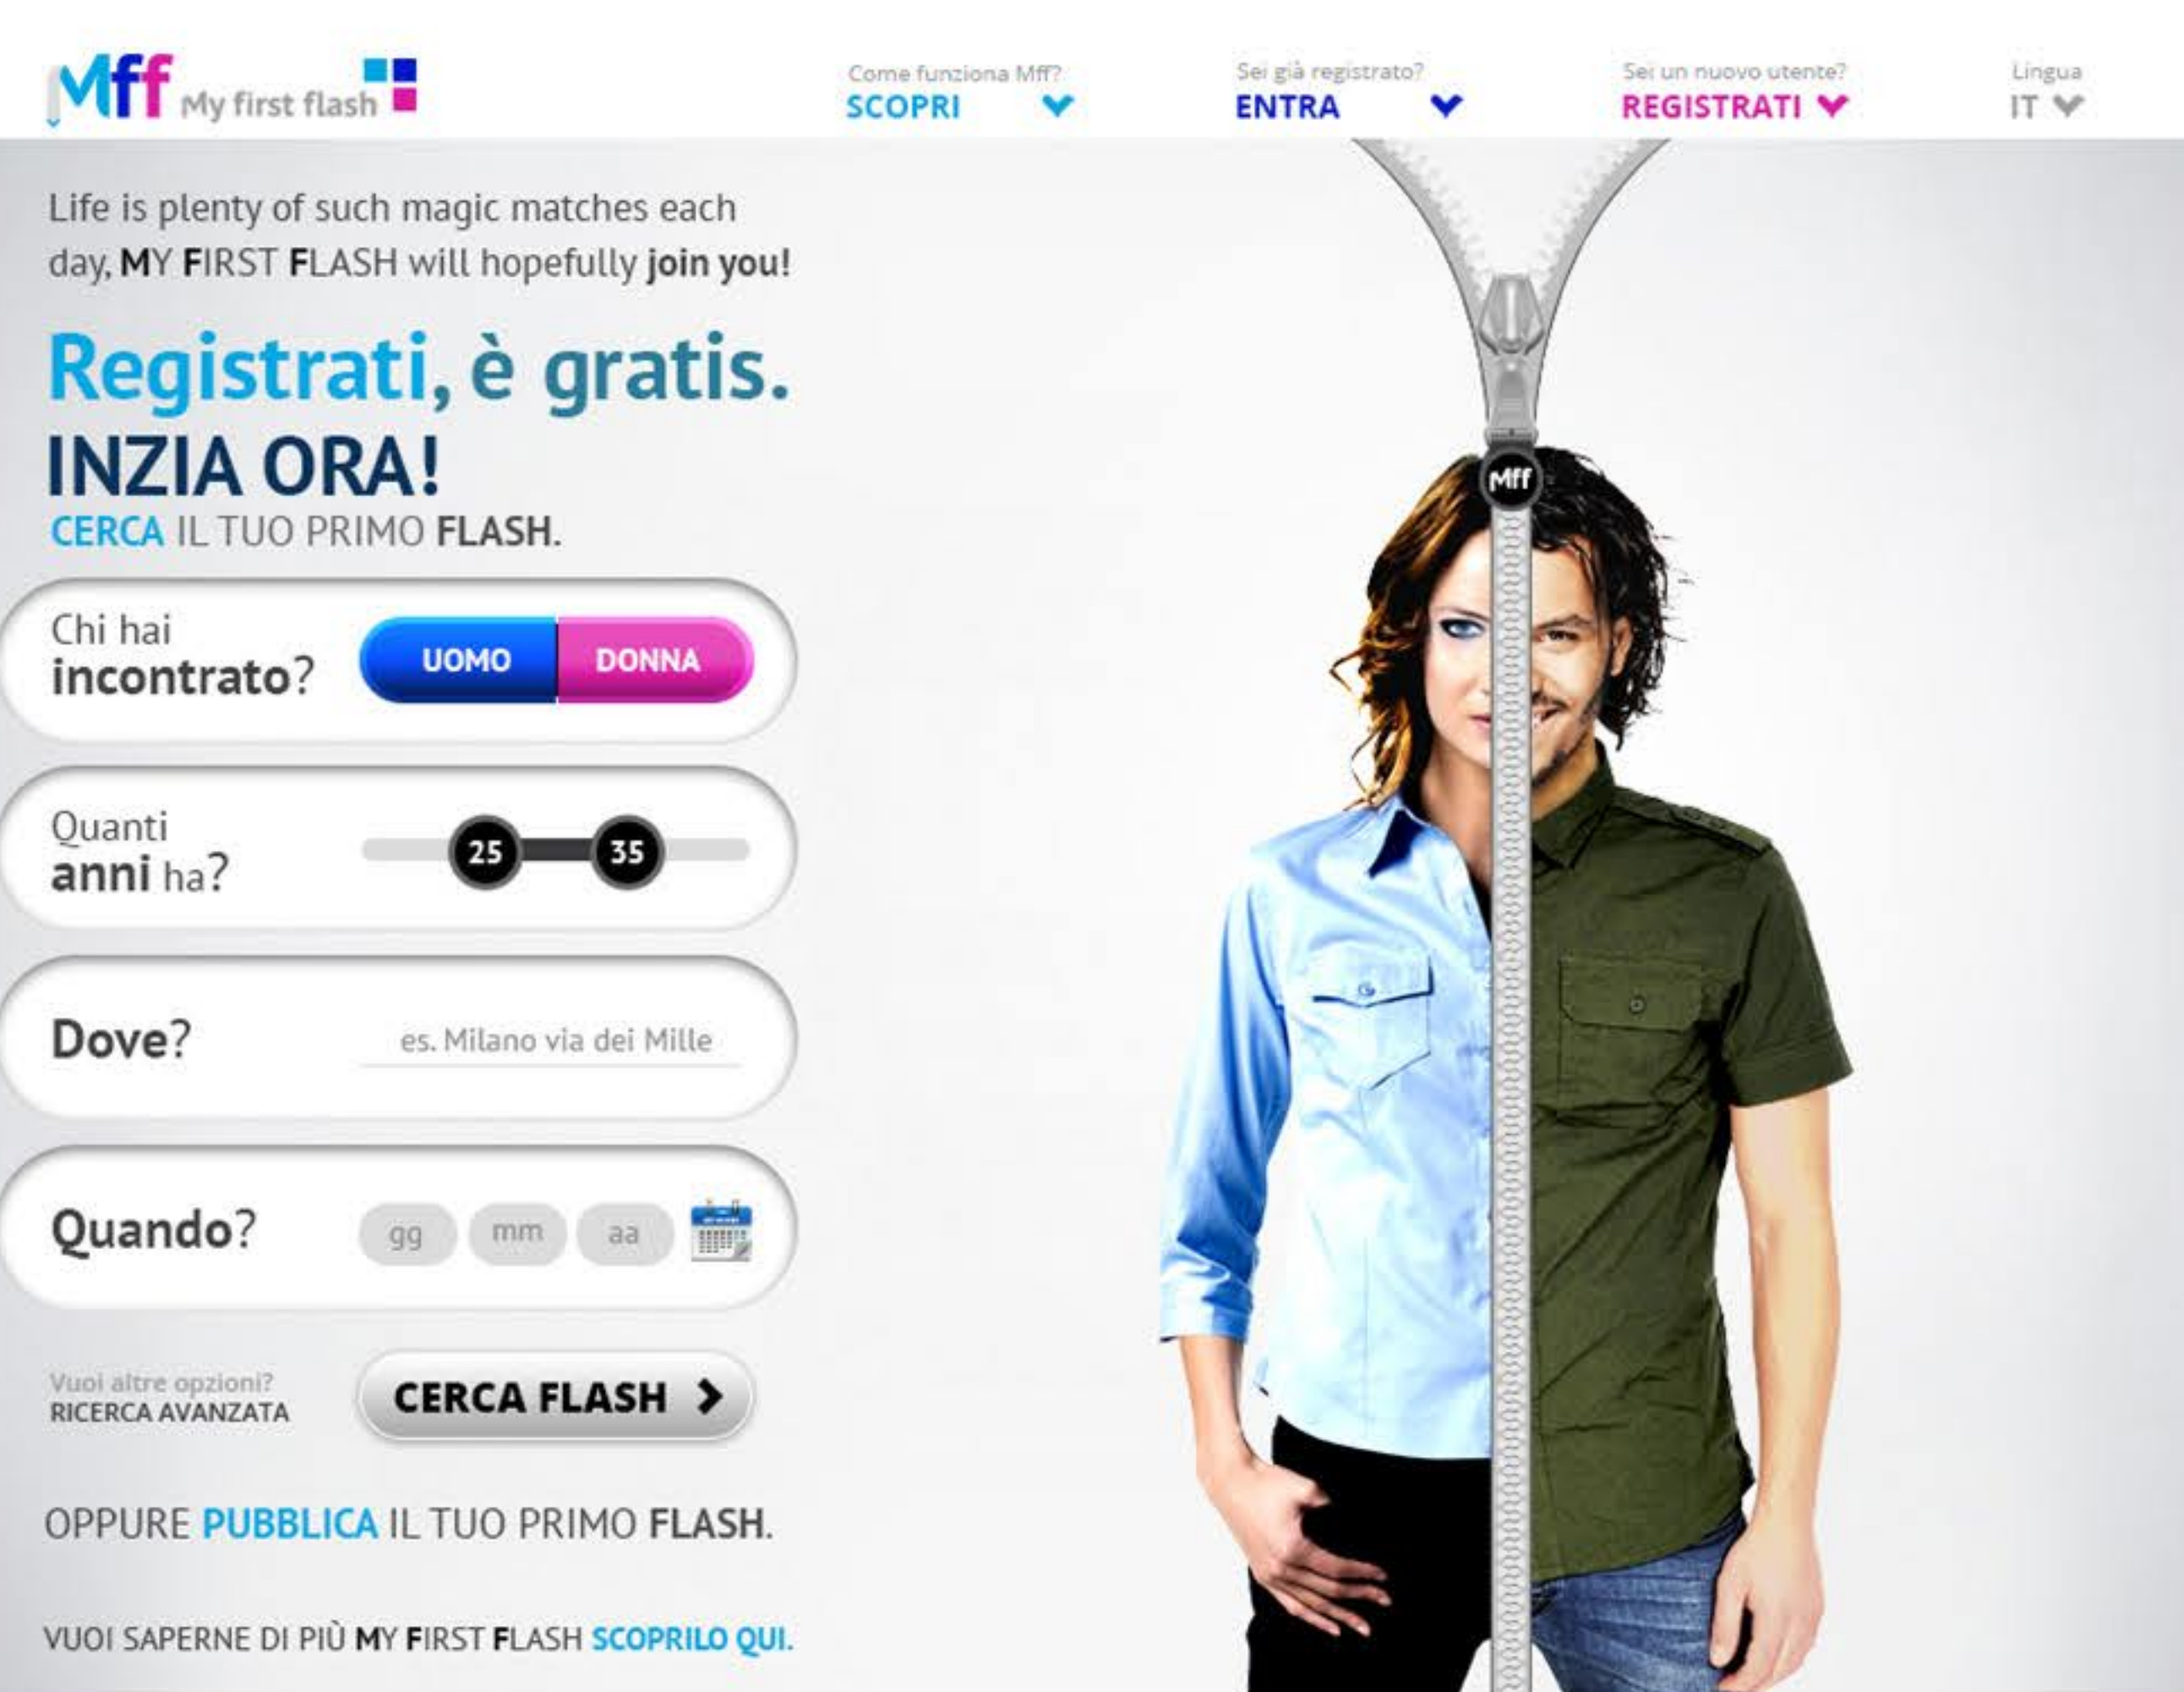 Mff My first flash
Come funziona Mff?
SCOPRI
Sei già registrato?
ENTRA
Sei un nuovo utente?
REGISTRATI
Lingua
IT
Life is plenty of such magic matches each
day, MY FIRST FLASH will hopefully join you!
Registrati, è gratis.
INZIA ORA!
CERCA IL TUO PRIMO FLASH.
Chi hai
incontrato?
UOMO DONNA
Quanti
anni ha?
25 35
Dove?
es. Milano via dei Mille
Quando?
gg mm aa
Vuoi altre opzioni?
RICERCA AVANZATA
CERCA FLASH
OPPURE PUBBLICA IL TUO PRIMO FLASH.
VUOI SAPERNE DI PIÙ MY FIRST FLASH SCOPRILO QUI.
Mff